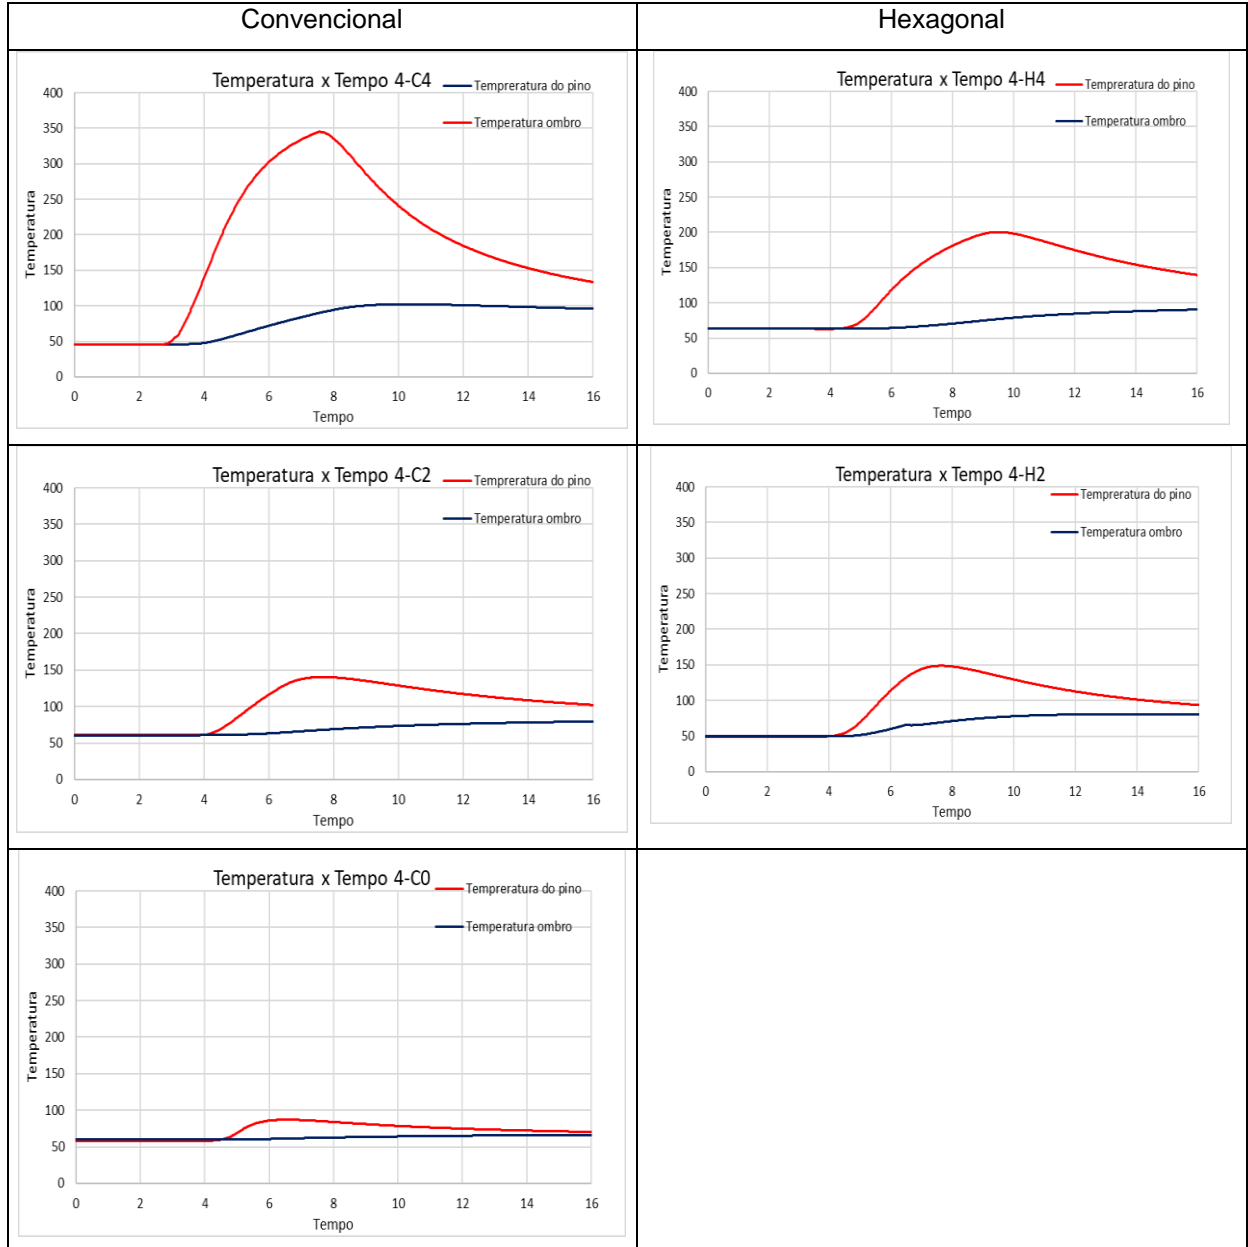 Convencional
Hexagonal
Temperatura x Tempo 4-C4
Tempreratura do pino
Temperatura ombro
400
350
300
250
200
150
100
50
0
Temperatura
0 2 4 6 8 10 12 14 16
Tempo
Temperatura x Tempo 4-H4
Tempreratura do pino
Temperatura ombro
400
350
300
250
200
150
100
50
0
Temperatura
0 2 4 6 8 10 12 14 16
Tempo
Temperatura x Tempo 4-C2
Tempreratura do pino
Temperatura ombro
400
350
300
250
200
150
100
50
0
Temperatura
0 2 4 6 8 10 12 14 16
Tempo
Temperatura x Tempo 4-H2
Tempreratura do pino
Temperatura ombro
400
350
300
250
200
150
100
50
0
Temperatura
0 2 4 6 8 10 12 14 16
Tempo
Temperatura x Tempo 4-C0
Tempreratura do pino
Temperatura ombro
400
350
300
250
200
150
100
50
0
Temperatura
0 2 4 6 8 10 12 14 16
Tempo